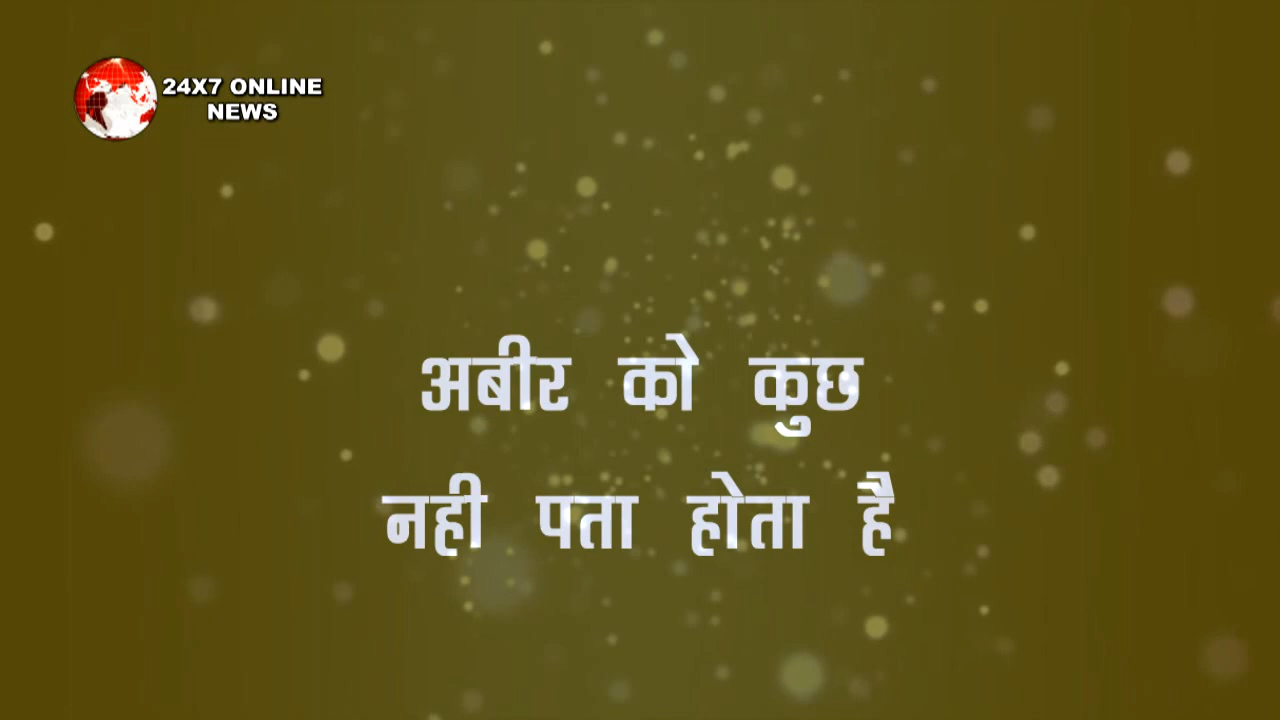 24X7 ONLINE
NEWS
अबीर को कुछ
नही पता होता है